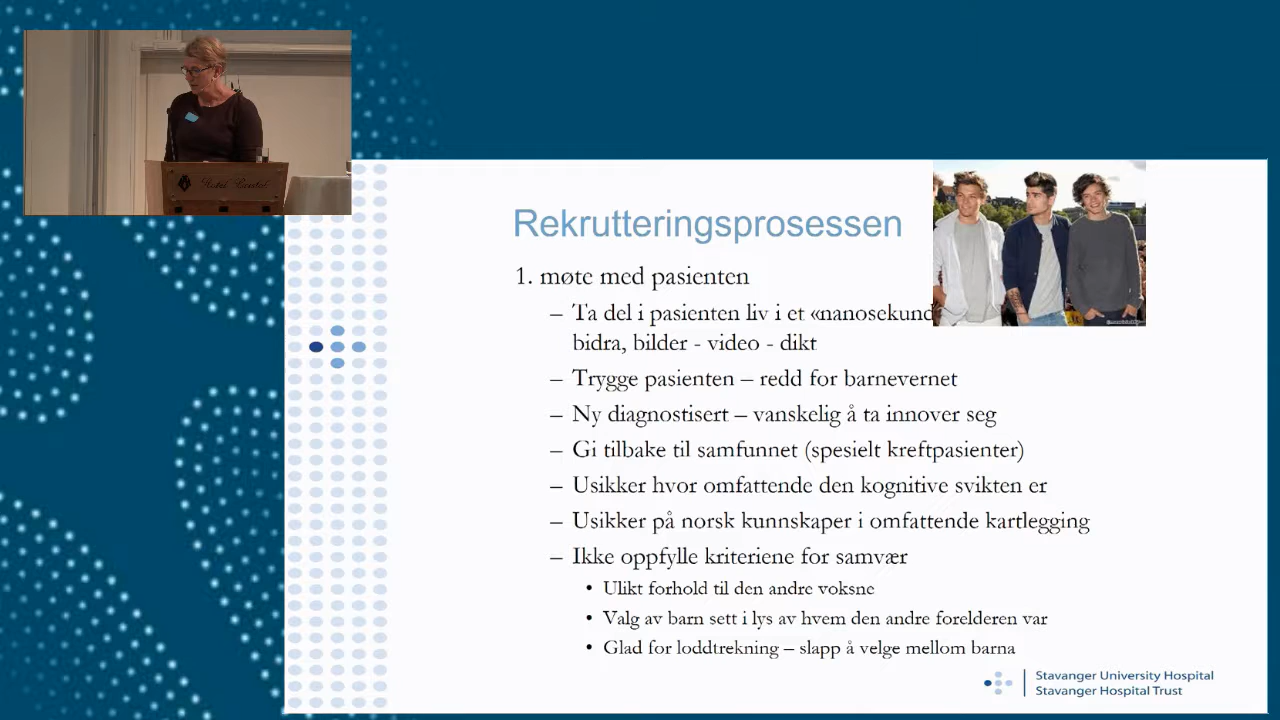 Rekrutteringsprosessen
1. møte med pasienten
– Ta del i pasienten liv i et «nanosekund
bidra, bilder - video - dikt
– Trygge pasienten – redd for barnevernet
– Ny diagnostisert – vanskelig å ta innover seg
– Gi tilbake til samfunnet (spesielt kreftpasienter)
– Usikker hvor omfattende den kognitive svikten er
– Usikker på norsk kunnskaper i omfattende kartlegging
– Ikke oppfylle kriteriene for samvær
• Ulikt forhold til den andre voksne
• Valg av barn sett i lys av hvem den andre forelderen var
• Glad for loddtrekning – slapp å velge mellom barna
Stavanger University Hospital
Stavanger Hospital Trust